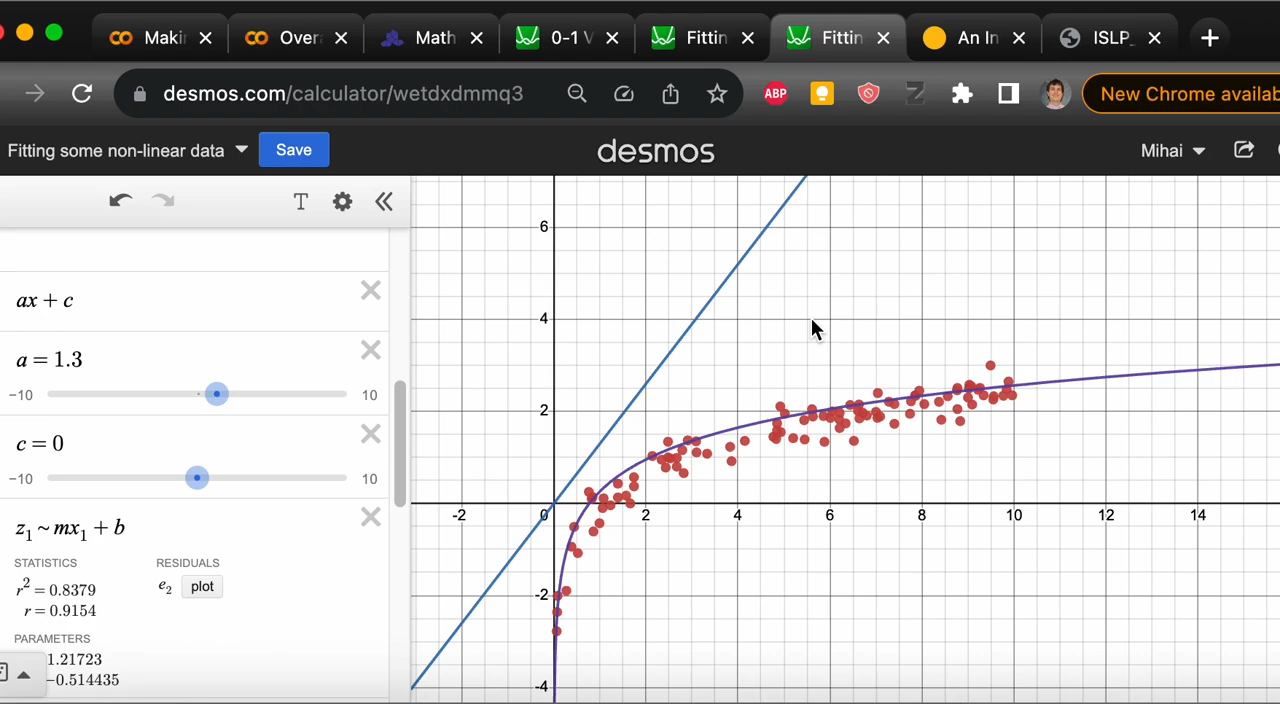 Maki
Over
Math
0-1 V
Fittin
Fittin
An In
ISLP_
desmos.com/calculator/wetdxdmmq3
ABP
Z
New Chrome availab
Fitting some non-linear data
Save
desmos
Mihai
T
ax + c
a = 1.3
-10
10
c = 0
-10
10
z₁ ~ mx₁ + b
STATISTICS
RESIDUALS
r² = 0.8379
e₂
plot
r = 0.9154
PARAMETERS
1.21723
-0.514435
6
4
2
-2
0
2
4
6
8
10
12
14
-2
-4